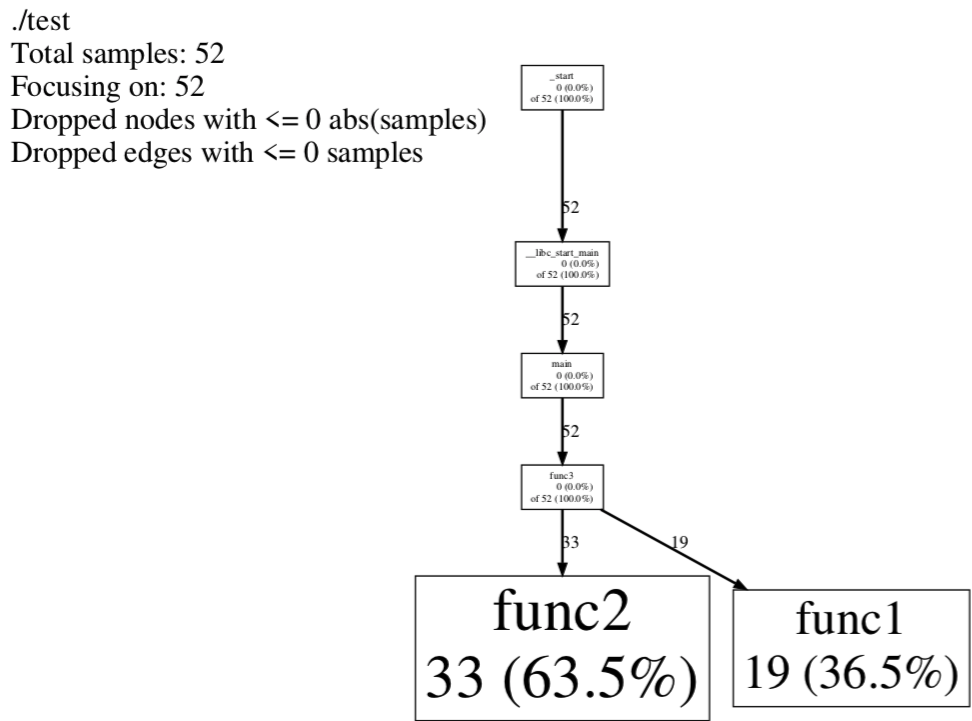 ./test
Total samples: 52
Focusing on: 52
Dropped nodes with <= 0 abs(samples)
Dropped edges with <= 0 samples
_start
0 (0.0%)
of 52 (100.0%)
52
__libc_start_main
0 (0.0%)
of 52 (100.0%)
52
main
0 (0.0%)
of 52 (100.0%)
52
func3
0 (0.0%)
of 52 (100.0%)
33
19
func2
33 (63.5%)
func1
19 (36.5%)